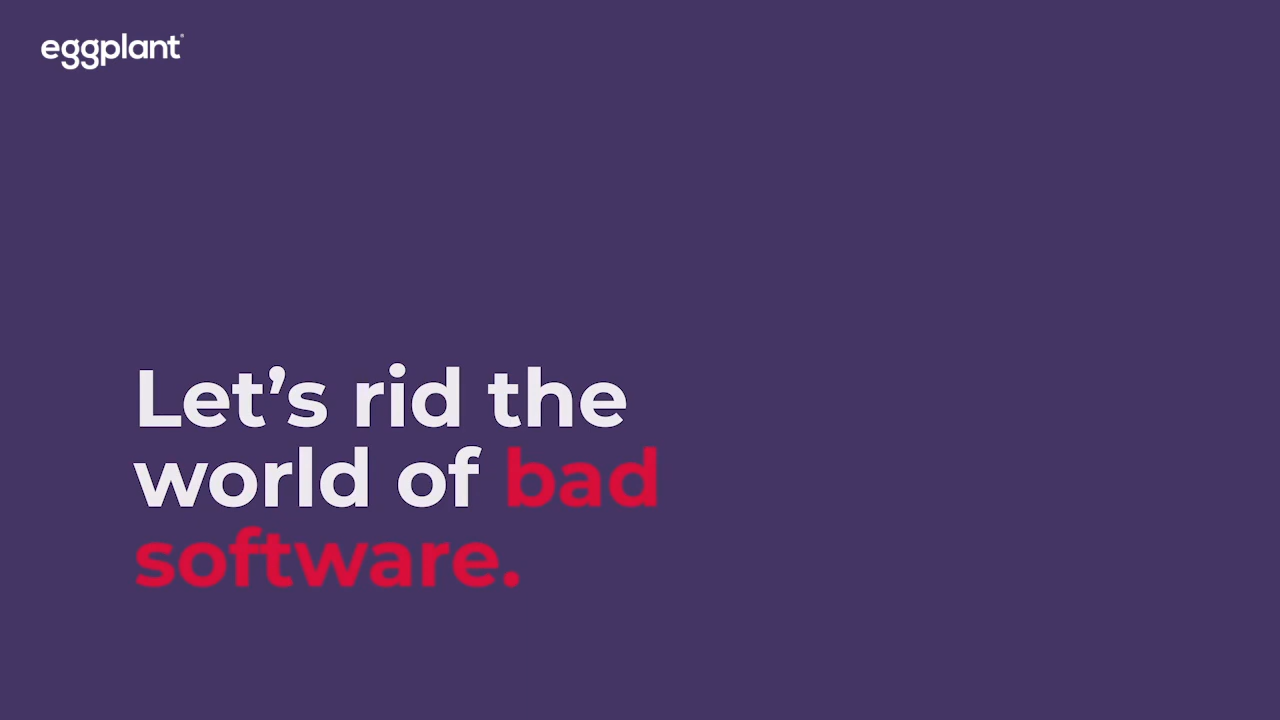 eggplant
Let’s rid the
world of bad
software.